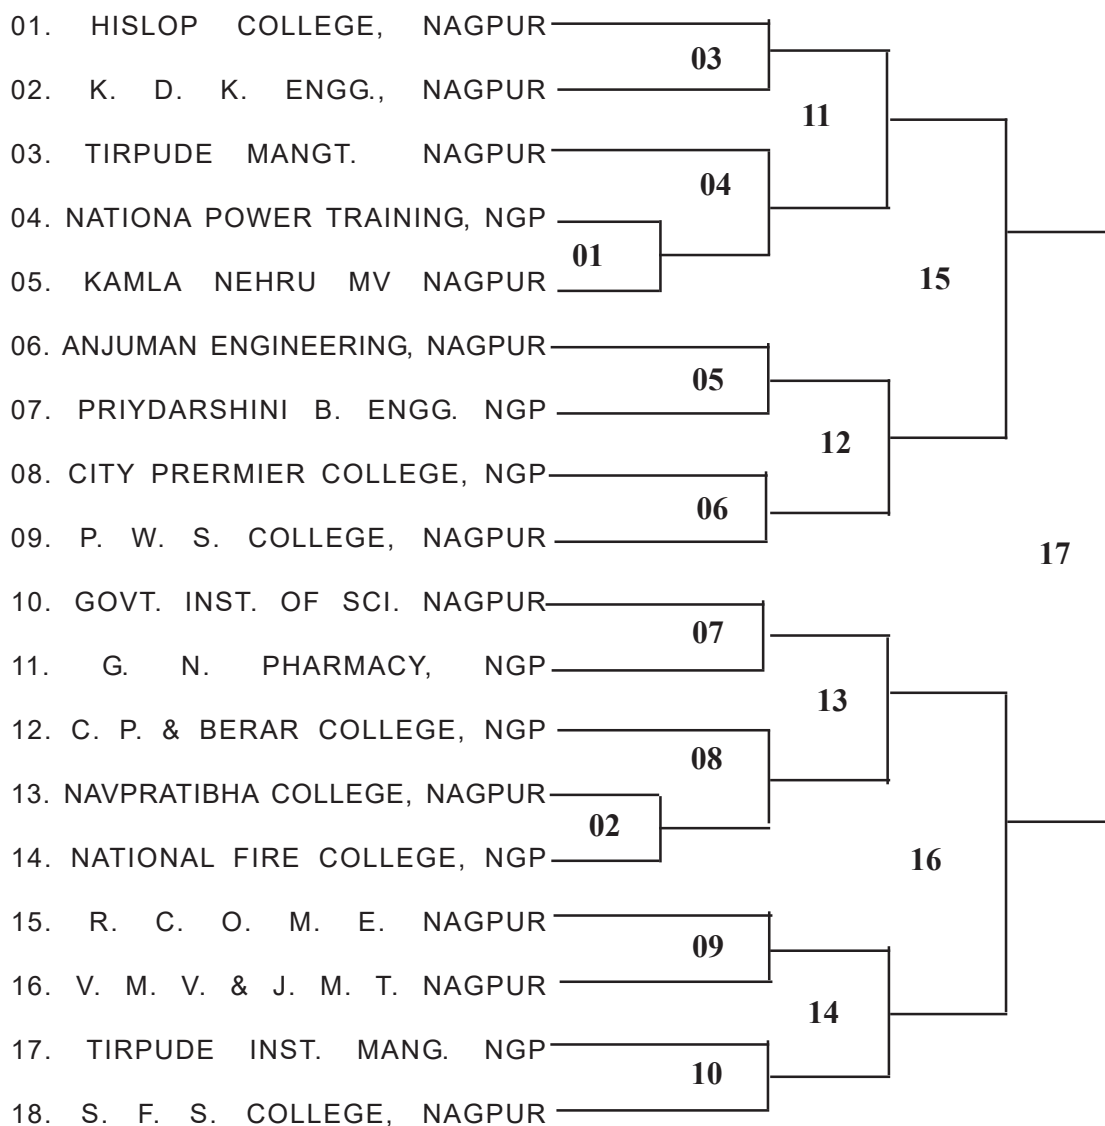 01. HISLOP COLLEGE, NAGPUR
03
02. K. D. K. ENGG., NAGPUR
11
03. TIRPUDE MANGT. NAGPUR
04
04. NATIONA POWER TRAINING, NGP
01
05. KAMLA NEHRU MV NAGPUR
15
06. ANJUMAN ENGINEERING, NAGPUR
05
07. PRIYDARSHINI B. ENGG. NGP
12
08. CITY PRERMIER COLLEGE, NGP
06
09. P. W. S. COLLEGE, NAGPUR
17
10. GOVT. INST. OF SCI. NAGPUR
07
11. G. N. PHARMACY, NGP
13
12. C. P. & BERAR COLLEGE, NGP
08
13. NAVPRATIBHA COLLEGE, NAGPUR
02
14. NATIONAL FIRE COLLEGE, NGP
16
15. R. C. O. M. E. NAGPUR
09
16. V. M. V. & J. M. T. NAGPUR
14
17. TIRPUDE INST. MANG. NGP
10
18. S. F. S. COLLEGE, NAGPUR